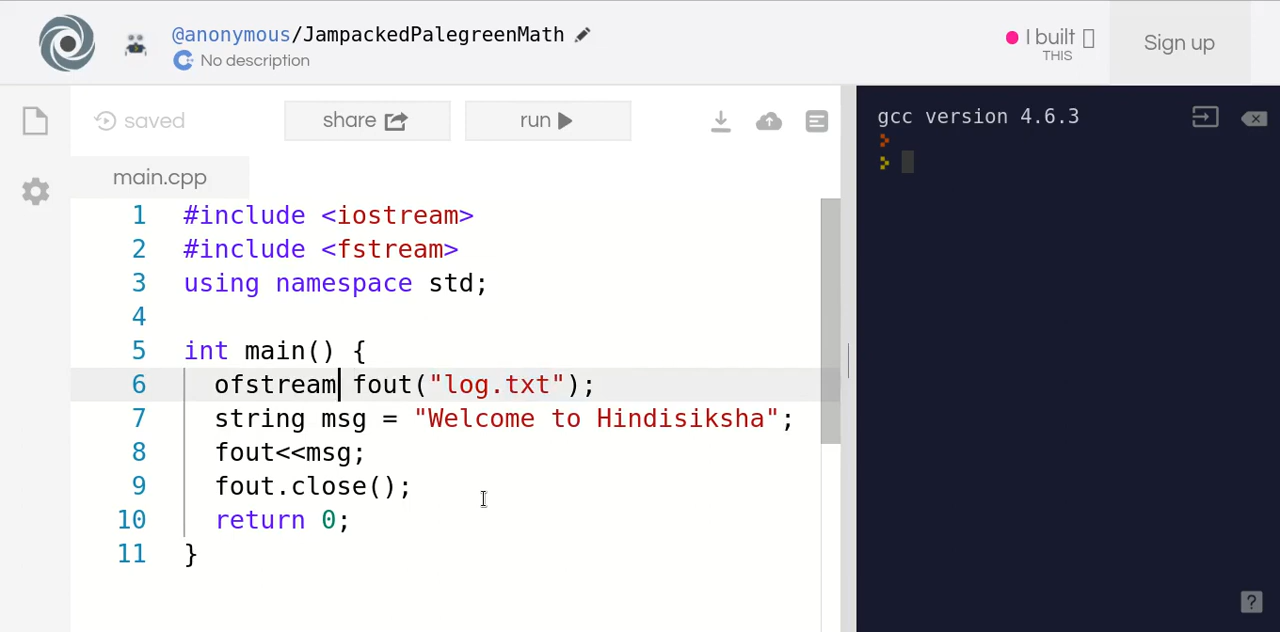 @anonymous/JampackedPalegreenMath
No description
I built
THIS
Sign up
saved
share
run
gcc version 4.6.3
main.cpp
1 #include <iostream>
2 #include <fstream>
3 using namespace std;
4
5 int main() {
6 ofstream fout("log.txt");
7 string msg = "Welcome to Hindisiksha";
8 fout<<msg;
9 fout.close();
10 return 0;
11 }
?